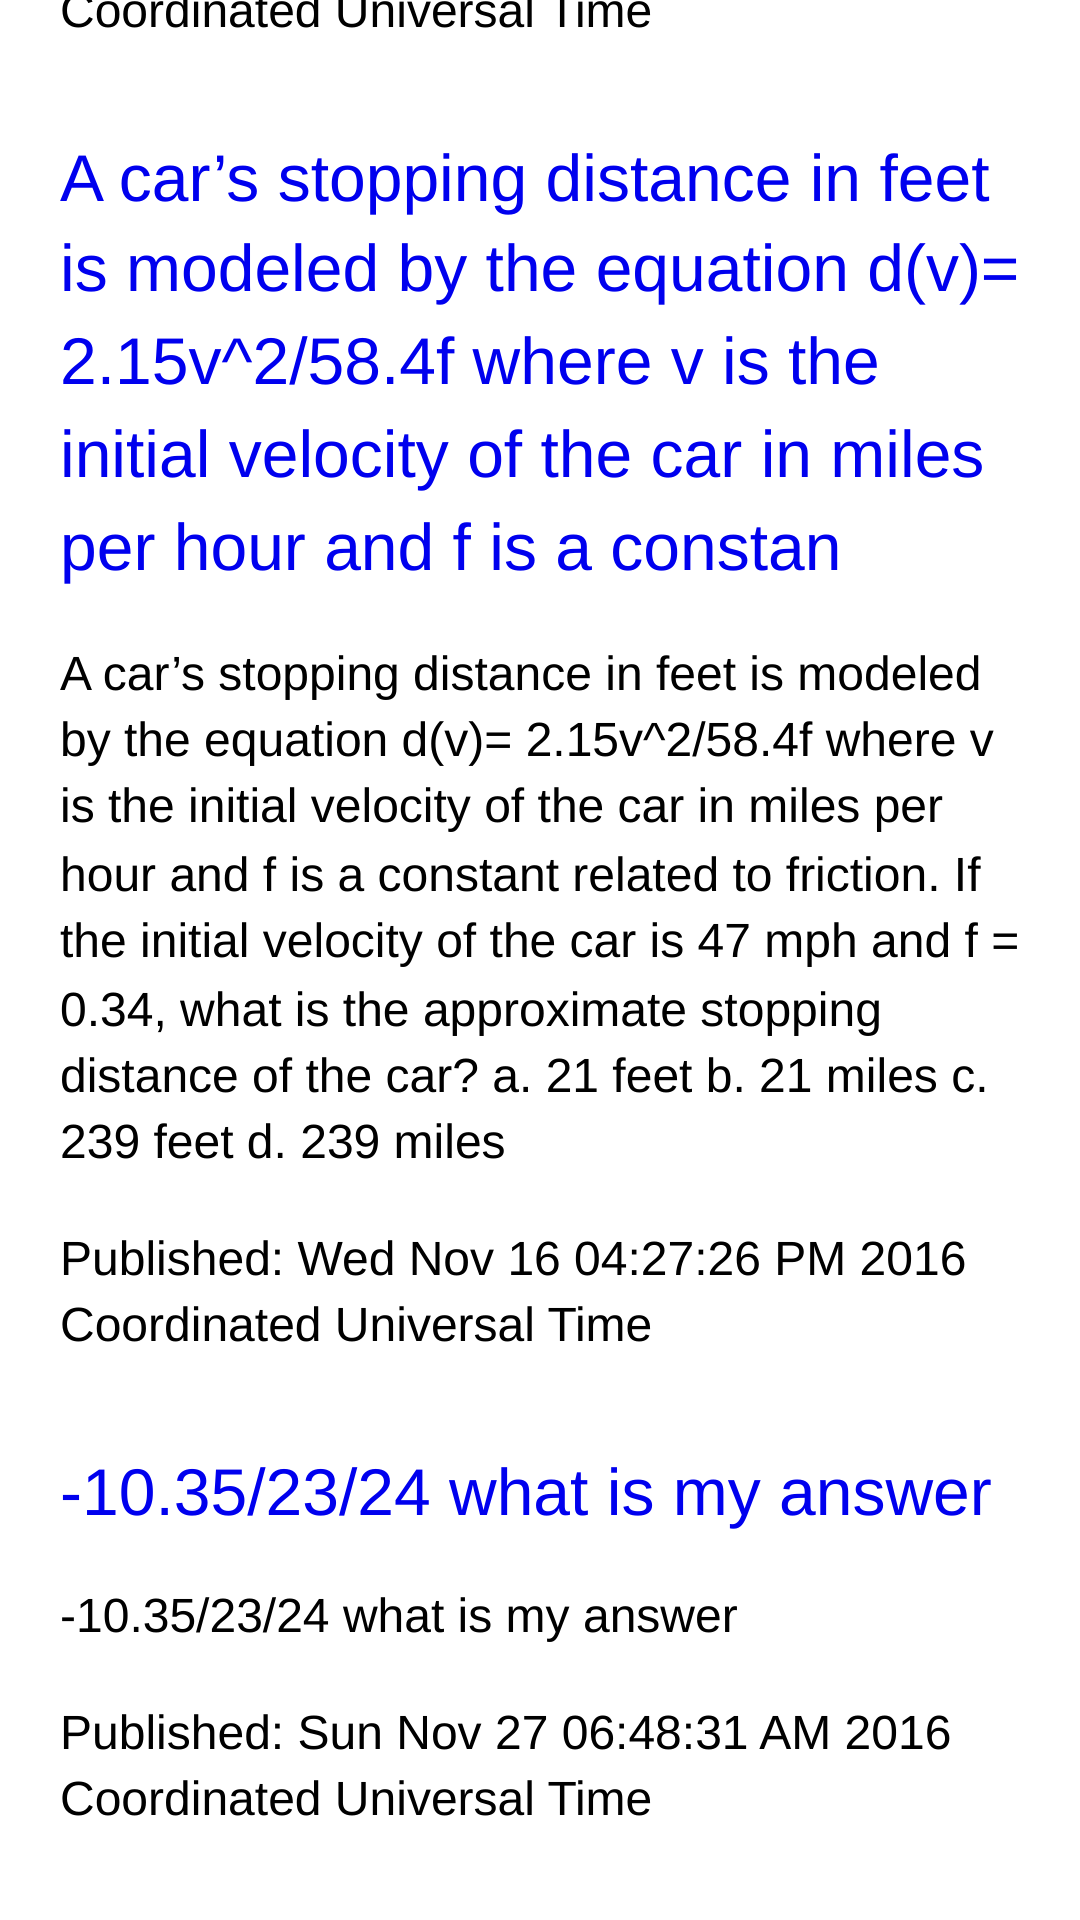 Coordinated Universal Time
A car’s stopping distance in feet
is modeled by the equation d(v)=
2.15v^2/58.4f where v is the
initial velocity of the car in miles
per hour and f is a constan
A car’s stopping distance in feet is modeled
by the equation d(v)= 2.15v^2/58.4f where v
is the initial velocity of the car in miles per
hour and f is a constant related to friction. If
the initial velocity of the car is 47 mph and f =
0.34, what is the approximate stopping
distance of the car? a. 21 feet b. 21 miles c.
239 feet d. 239 miles
Published: Wed Nov 16 04:27:26 PM 2016
Coordinated Universal Time
-10.35/23/24 what is my answer
-10.35/23/24 what is my answer
Published: Sun Nov 27 06:48:31 AM 2016
Coordinated Universal Time